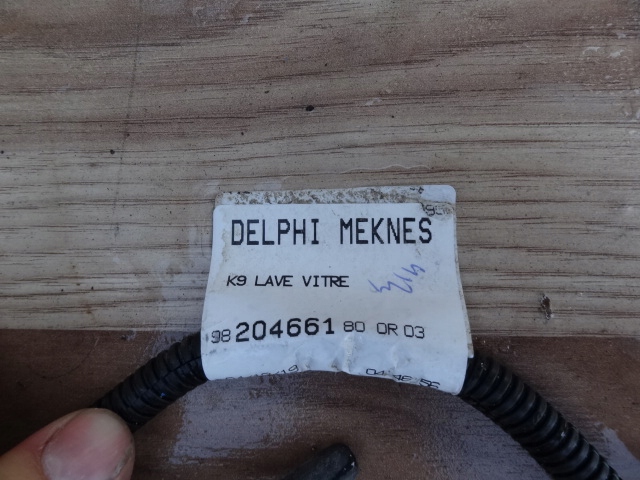 DELPHI MEKNES
K9 LAVE VITRE
98 204661 80 OR 03